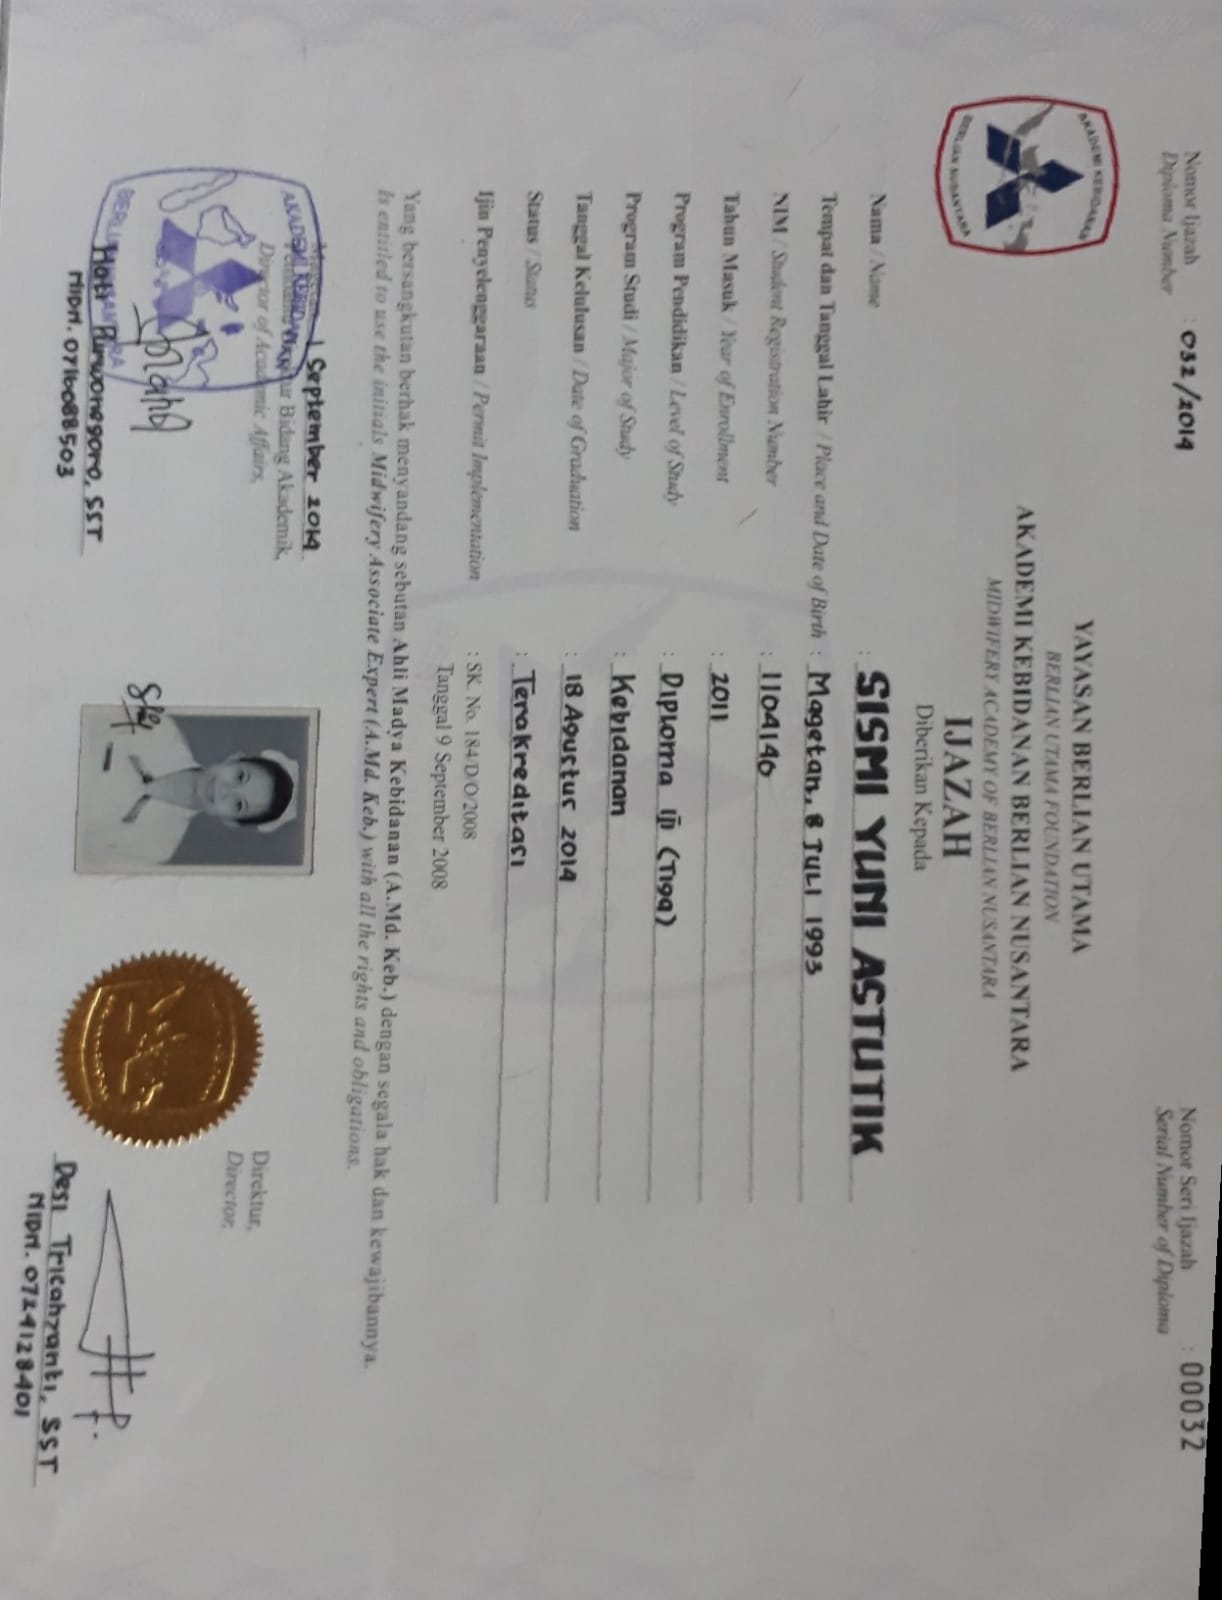 Nomor Ijazah : 032/2014
Diploma Number
Nomor Seri Ijazah : 00032
Serial Number of Diploma
AKADEMI KEBIDANAN
BERLIAN NUSANTARA
YAYASAN BERLIAN UTAMA
BERLIAN UTAMA FOUNDATION
AKADEMI KEBIDANAN BERLIAN NUSANTARA
MIDWIFERY ACADEMY OF BERLIAN NUSANTARA
IJAZAH
Diberikan Kepada
Nama / Name : SISMI YUNI ASTUTIK
Tempat dan Tanggal Lahir / Place and Date of Birth : Magetan, 8 JULI 1993
NIM / Student Registration Number : 1104140
Tahun Masuk / Year of Enrollment : 2011
Program Pendidikan / Level of Study : Diploma III (Tiga)
Program Studi / Major of Study : Kebidanan
Tanggal Kelulusan / Date of Graduation : 18 Agustus 2014
Status / Status : Terakreditasi
Ijin Penyelenggaraan / Permit Implementation : SK. No. 184/D/O/2008
Tanggal 9 September 2008
Yang bersangkutan berhak menyandang sebutan Ahli Madya Kebidanan (A.Md. Keb.) dengan segala hak dan kewajibannya.
Is entitled to use the initials Midwifery Associate Expert (A.Md. Keb.) with all the rights and obligations.
1 September 2014
Bidang Akademik,
Director of Academic Affairs,
AKADEMI KEBIDANAN
BERLIAN NUSANTARA
Purwonegoro, SST
NIDN. 0716088503
Direktur,
Director,
Desi Tricahyanti, SST
NIDN. 0724128401